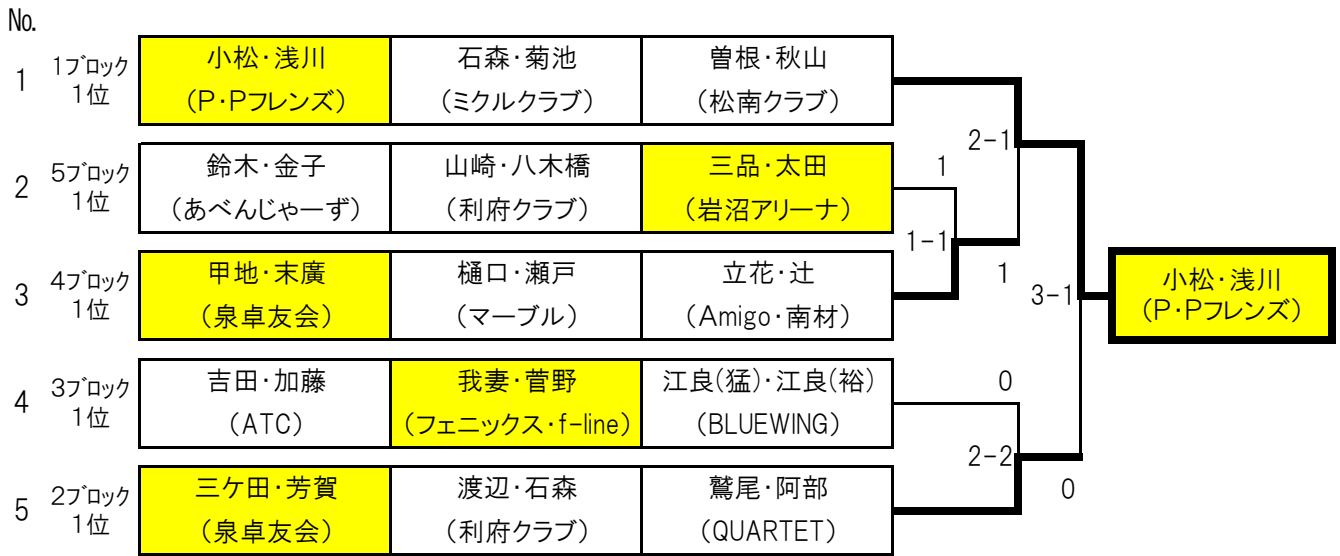 No.
1 1ブロック 1位
小松・浅川 石森・菊池 曽根・秋山
(P・Pフレンズ) (ミクルクラブ) (松南クラブ)
2-1
2 5ブロック 1位
鈴木・金子 山崎・八木橋 三品・太田
(あべんじゃーず) (利府クラブ) (岩沼アリーナ)
1
1-1
3 4ブロック 1位
甲地・末廣 樋口・瀬戸 立花・辻
(泉卓友会) (マーブル) (Amigo・南材)
1
3-1
小松・浅川
(P・Pフレンズ)
4 3ブロック 1位
吉田・加藤 我妻・菅野 江良(猛)・江良(裕)
(ATC) (フェニックス・f-line) (BLUEWING)
0
2-2
5 2ブロック 1位
三ケ田・芳賀 渡辺・石森 鷲尾・阿部
(泉卓友会) (利府クラブ) (QUARTET)
0